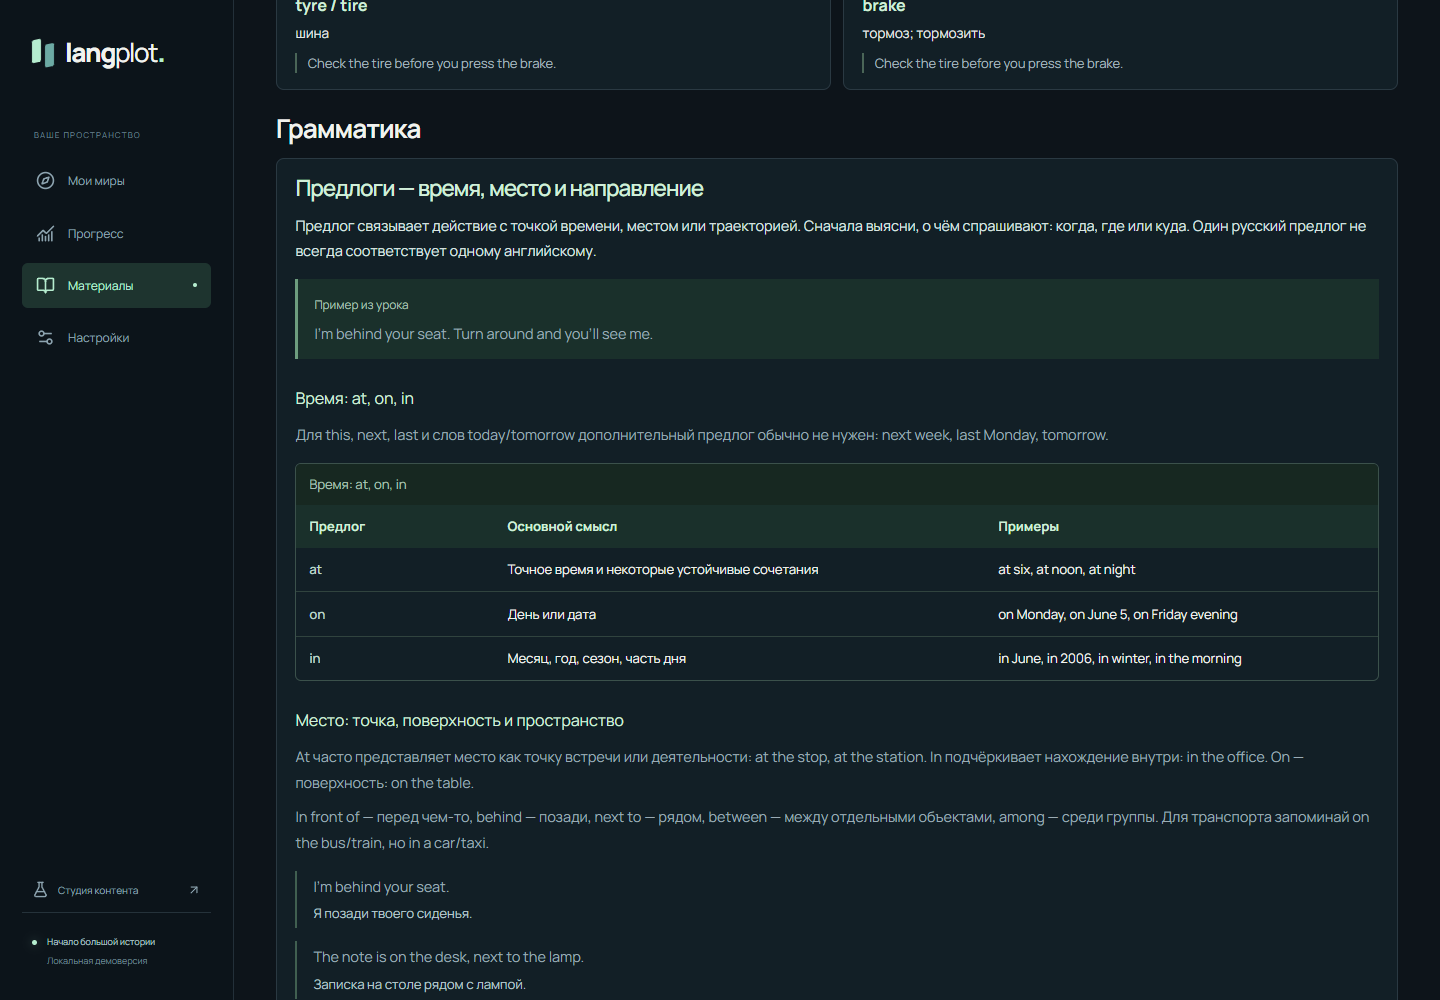 langplot.
ВАШЕ ПРОСТРАНСТВО
Мои миры
Прогресс
Материалы
Настройки
Студия контента
Начало большой истории
Локальная демоверсия
tyre / tire
шина
Check the tire before you press the brake.
brake
тормоз; тормозить
Check the tire before you press the brake.
Грамматика
Предлоги — время, место и направление
Предлог связывает действие с точкой времени, местом или траекторией. Сначала выясни, о чём спрашивают: когда, где или куда. Один русский предлог не
всегда соответствует одному английскому.
Пример из урока
I'm behind your seat. Turn around and you'll see me.
Время: at, on, in
Для this, next, last и слов today/tomorrow дополнительный предлог обычно не нужен: next week, last Monday, tomorrow.
Время: at, on, in
Предлог Основной смысл Примеры
at Точное время и некоторые устойчивые сочетания at six, at noon, at night
on День или дата on Monday, on June 5, on Friday evening
in Месяц, год, сезон, часть дня in June, in 2006, in winter, in the morning
Место: точка, поверхность и пространство
At часто представляет место как точку встречи или деятельности: at the stop, at the station. In подчёркивает нахождение внутри: in the office. On —
поверхность: on the table.
In front of — перед чем-то, behind — позади, next to — рядом, between — между отдельными объектами, among — среди группы. Для транспорта запоминай on
the bus/train, но in a car/taxi.
I'm behind your seat.
Я позади твоего сиденья.
The note is on the desk, next to the lamp.
Записка на столе рядом с лампой.